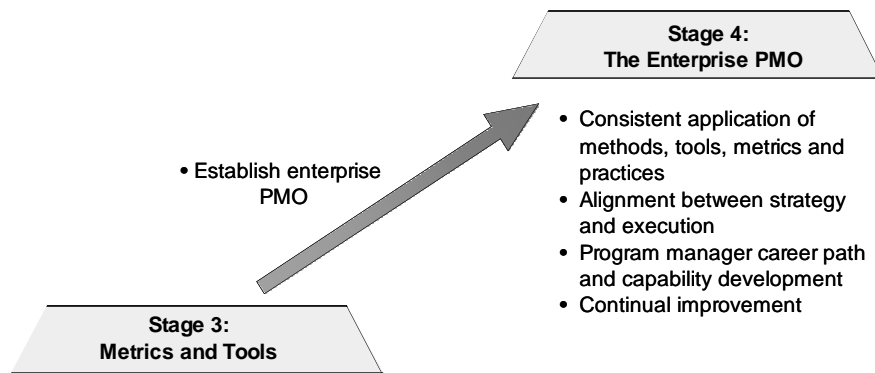 Stage 4:
The Enterprise PMO
• Consistent application of
methods, tools, metrics and
practices
• Alignment between strategy
and execution
• Program manager career path
and capability development
• Continual improvement
• Establish enterprise
PMO
Stage 3:
Metrics and Tools